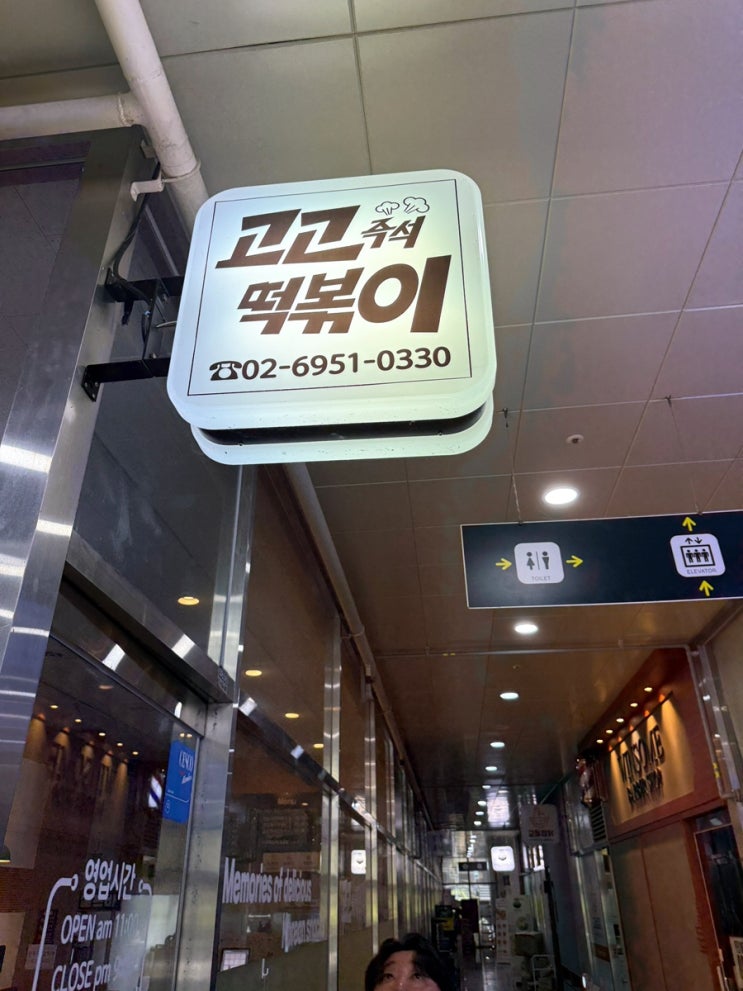 고고 즉석
떡볶이
☎02-6951-0330
TOILET
ELEVATOR
CESCO
영업시간
OPEN am 11:00
CLOSE pm
Memories of delicious